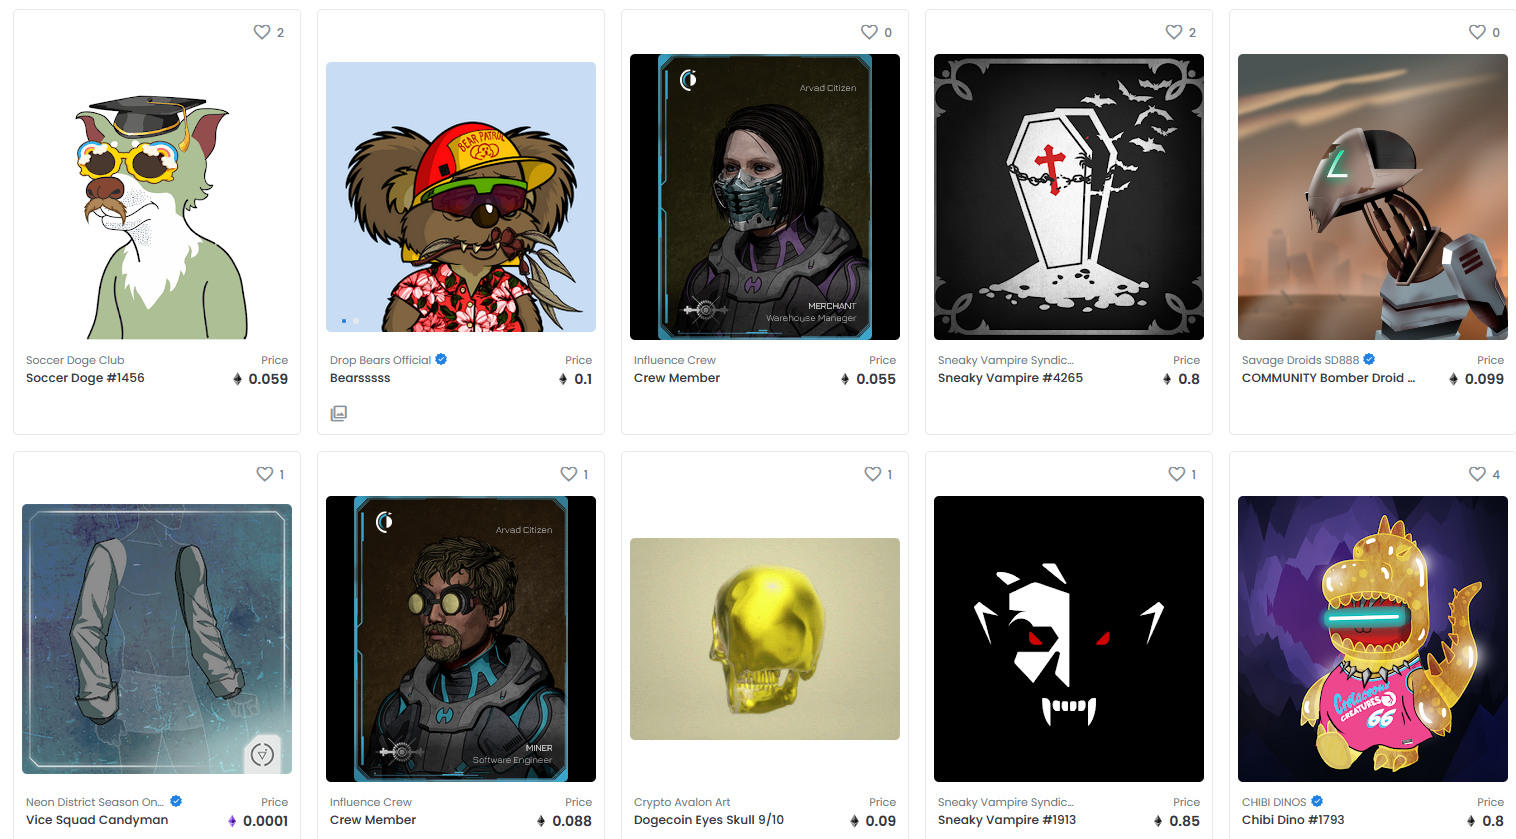 2
0
2
0
BEAR PATROL
Arvad Citizen
MERCHANT
Warehouse Manager
Soccer Doge Club
Price
Soccer Doge #1456
0.059
Drop Bears Official
Price
Bearsssss
0.1
Influence Crew
Price
Crew Member
0.055
Sneaky Vampire Syndic...
Price
Sneaky Vampire #4265
0.8
Savage Droids SD888
Price
COMMUNITY Bomber Droid ...
0.099
1
1
1
1
4
Arvad Citizen
MINER
Software Engineer
Cretaceous
CREATURES
66
Neon District Season On...
Price
Vice Squad Candyman
0.0001
Influence Crew
Price
Crew Member
0.088
Crypto Avalon Art
Price
Dogecoin Eyes Skull 9/10
0.09
Sneaky Vampire Syndic...
Price
Sneaky Vampire #1913
0.85
CHIBI DINOS
Price
Chibi Dino #1793
0.8